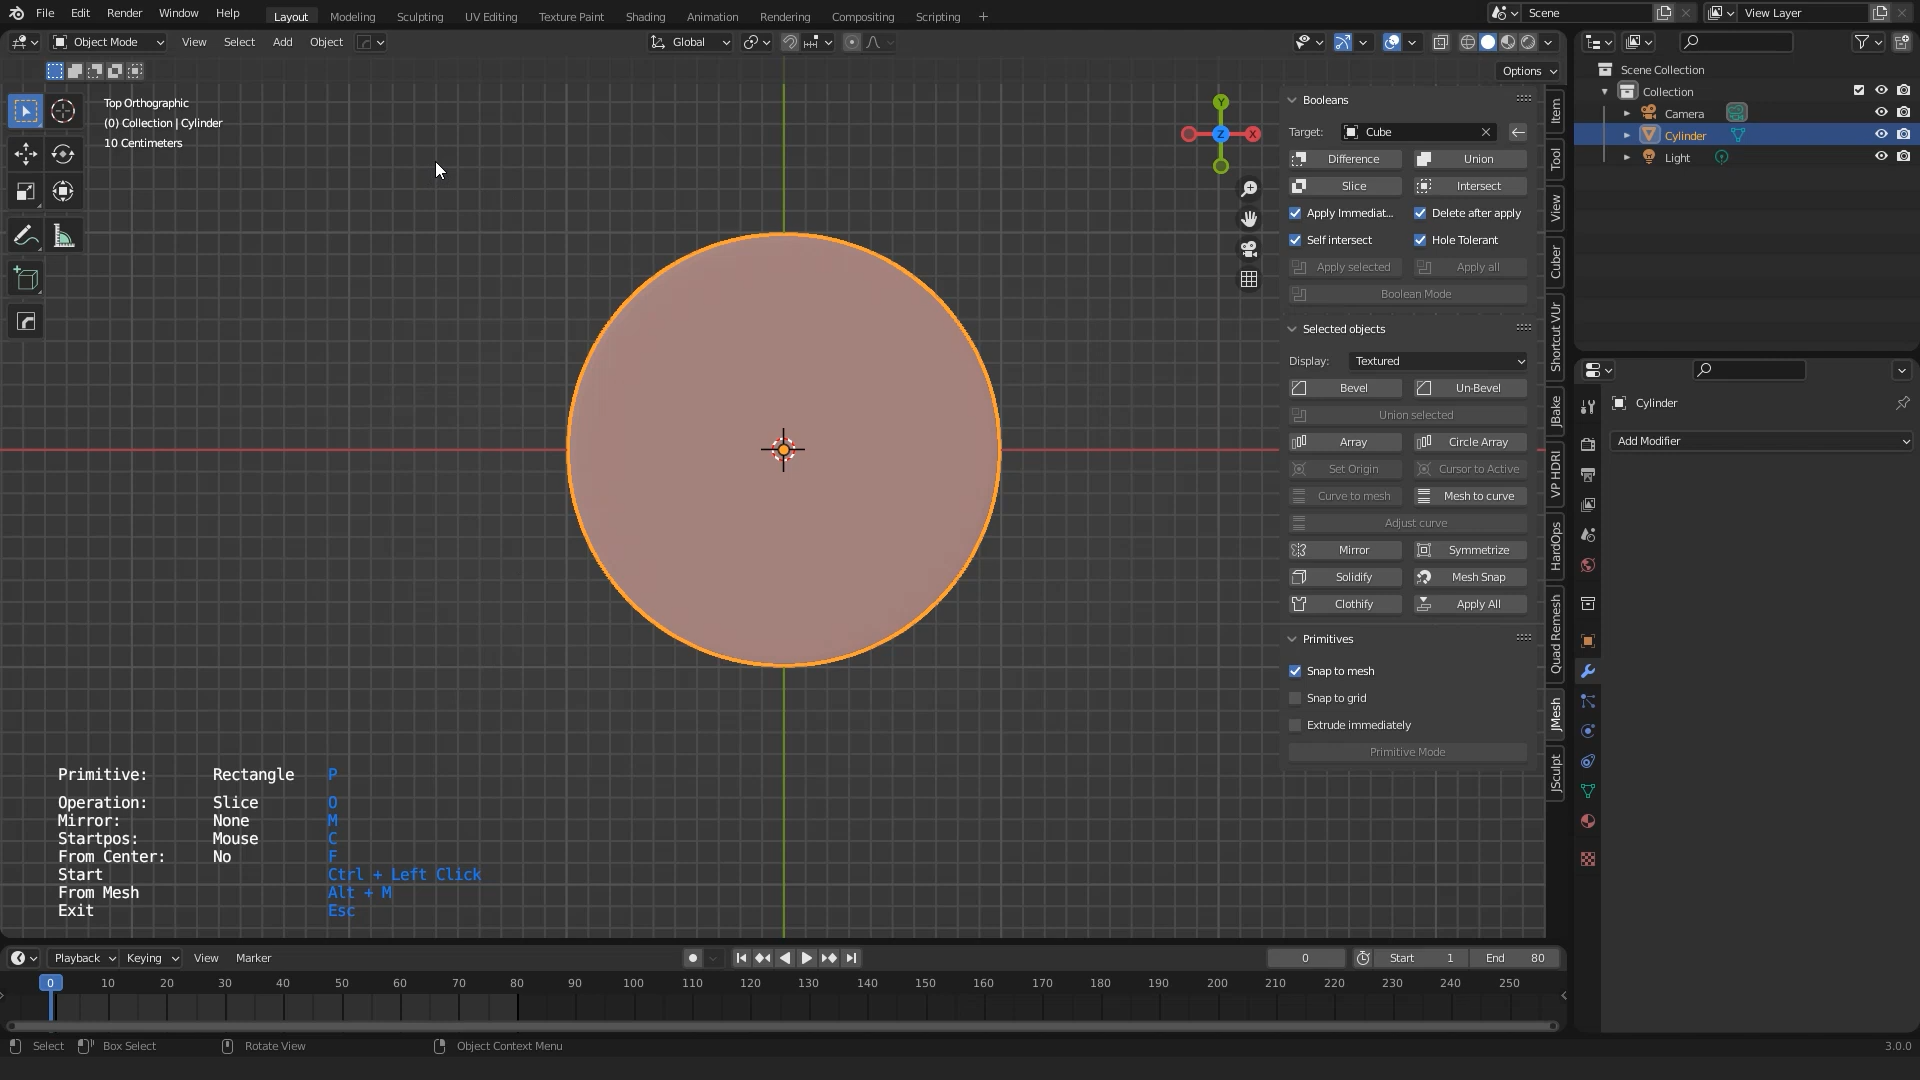 File Edit Render Window Help Layout Modeling Sculpting UV Editing Texture Paint Shading Animation Rendering Compositing Scripting + Scene View Layer
Object Mode View Select Add Object Global
Options
Top Orthographic
(0) Collection | Cylinder
10 Centimeters
Y
X
Z
Booleans
Target: Cube
Difference Union
Slice Intersect
Apply Immediat... Delete after apply
Self intersect Hole Tolerant
Apply selected Apply all
Boolean Mode
Selected objects
Display: Textured
Bevel Un-Bevel
Union selected
Array Circle Array
Set Origin Cursor to Active
Curve to mesh Mesh to curve
Adjust curve
Mirror Symmetrize
Solidify Mesh Snap
Clothify Apply All
Primitives
Snap to mesh
Snap to grid
Extrude immediately
Primitive Mode
Item
Tool
View
Cuber
Shortcut VUr
JBake
VP HDRI
HardOps
Quad Remesh
JMesh
JSculpt
Scene Collection
Collection
Camera
Cylinder
Light
Cylinder
Add Modifier
Primitive: Rectangle P
Operation: Slice O
Mirror: None M
Startpos: Mouse C
From Center: No F
Start Ctrl + Left Click
From Mesh Alt + M
Exit Esc
Playback Keying View Marker 0 Start 1 End 80
0 10 20 30 40 50 60 70 80 90 100 110 120 130 140 150 160 170 180 190 200 210 220 230 240 250
Select Box Select Rotate View Object Context Menu 3.0.0